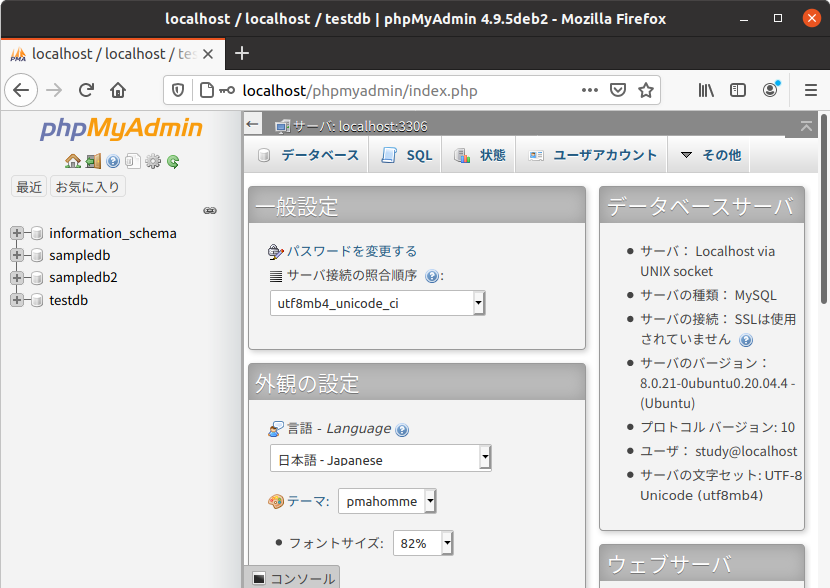 localhost / localhost / testdb | phpMyAdmin 4.9.5deb2 - Mozilla Firefox
localhost / localhost / tes
localhost/phpmyadmin/index.php
phpMyAdmin
最近 お気に入り
information_schema
sampledb
sampledb2
testdb
サーバ: localhost:3306
データベース SQL 状態 ユーザアカウント その他
一般設定
パスワードを変更する
サーバ接続の照合順序 :
utf8mb4_unicode_ci
外観の設定
言語 - Language
日本語 - Japanese
テーマ: pmahomme
フォントサイズ: 82%
コンソール
データベースサーバ
サーバ： Localhost via
UNIX socket
サーバの種類： MySQL
サーバの接続： SSLは使用
されていません
サーバのバージョン：
8.0.21-0ubuntu0.20.04.4 -
(Ubuntu)
プロトコル バージョン: 10
ユーザ： study@localhost
サーバの文字セット: UTF-8
Unicode (utf8mb4)
ウェブサーバ